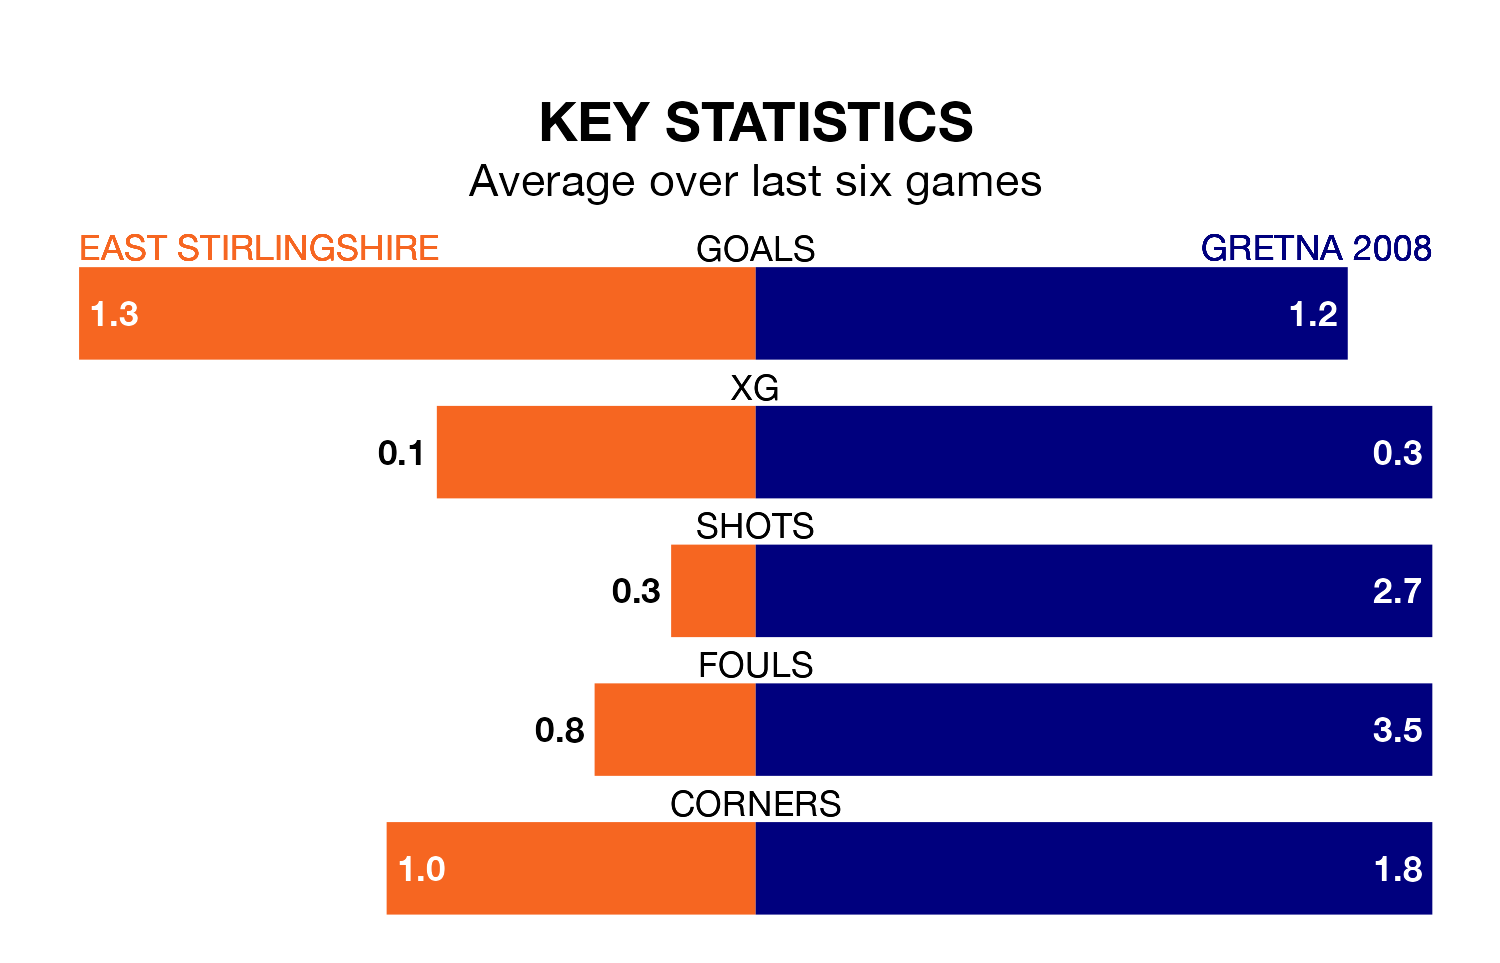 KEY STATISTICS
Average over last six games
EAST STIRLINGSHIRE GOALS GRETNA 2008
1.3 1.2
XG
0.1 0.3
SHOTS
0.3 2.7
FOULS
0.8 3.5
CORNERS
1.0 1.8